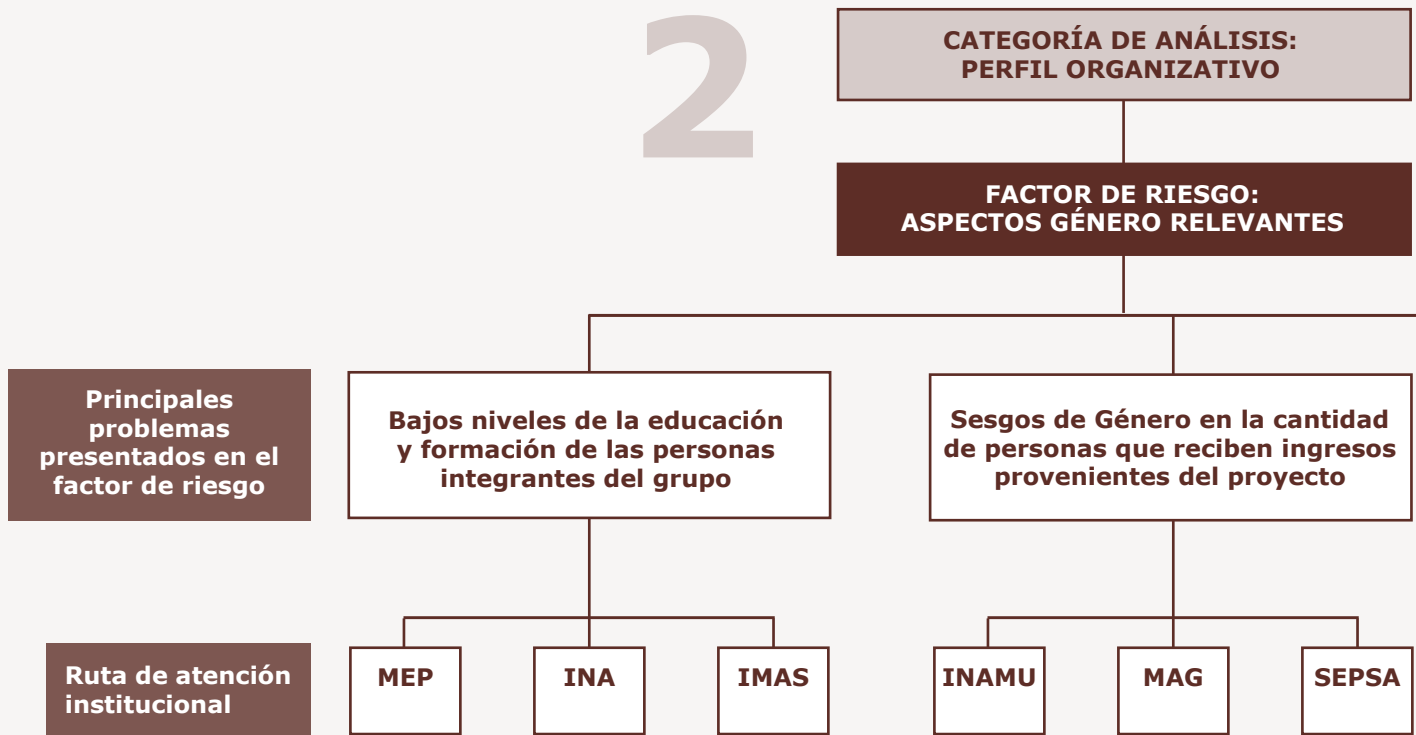 2
CATEGORÍA DE ANÁLISIS:
PERFIL ORGANIZATIVO
FACTOR DE RIESGO:
ASPECTOS GÉNERO RELEVANTES
Principales
problemas
presentados en el
factor de riesgo
Bajos niveles de la educación
y formación de las personas
integrantes del grupo
Sesgos de Género en la cantidad
de personas que reciben ingresos
provenientes del proyecto
Ruta de atención
institucional
MEP
INA
IMAS
INAMU
MAG
SEPSA